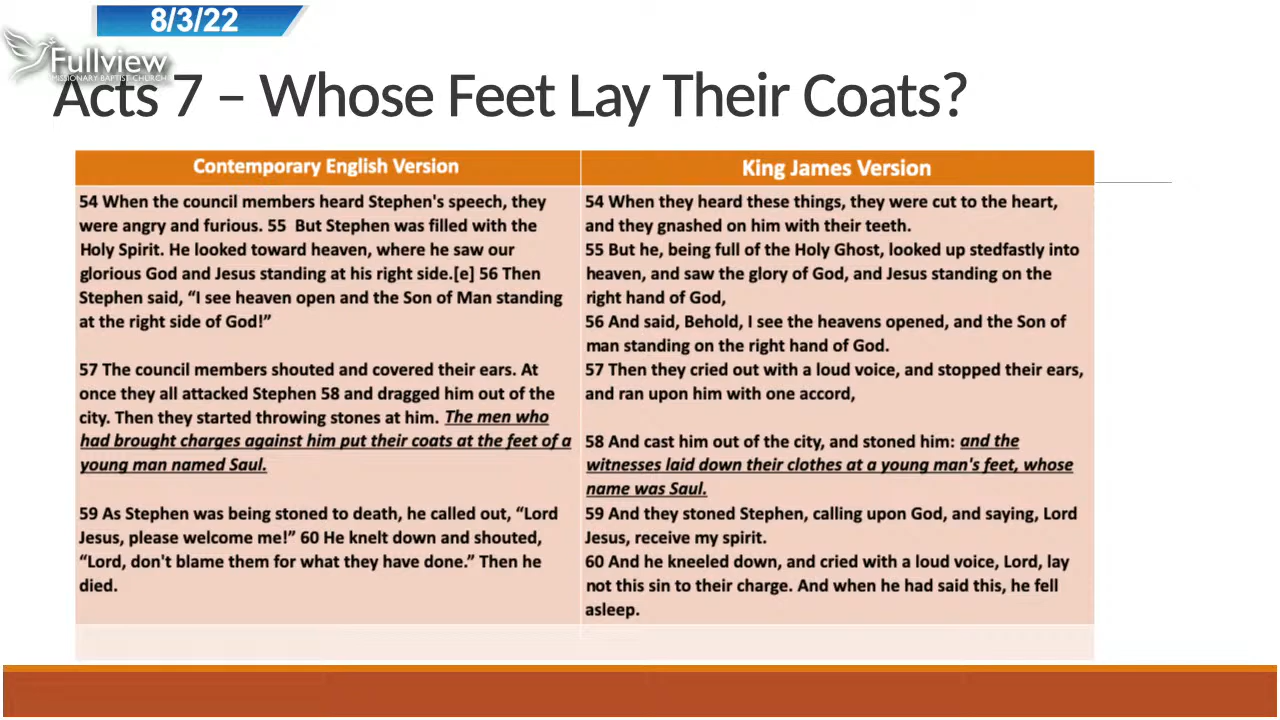 8/3/22
Fullview
MISSIONARY BAPTIST CHURCH
Acts 7 – Whose Feet Lay Their Coats?
Contemporary English Version
54 When the council members heard Stephen's speech, they
were angry and furious. 55  But Stephen was filled with the
Holy Spirit. He looked toward heaven, where he saw our
glorious God and Jesus standing at his right side.[e] 56 Then
Stephen said, “I see heaven open and the Son of Man standing
at the right side of God!”
57 The council members shouted and covered their ears. At
once they all attacked Stephen 58 and dragged him out of the
city. Then they started throwing stones at him. The men who
had brought charges against him put their coats at the feet of a
young man named Saul.
59 As Stephen was being stoned to death, he called out, “Lord
Jesus, please welcome me!” 60 He knelt down and shouted,
“Lord, don't blame them for what they have done.” Then he
died.
King James Version
54 When they heard these things, they were cut to the heart,
and they gnashed on him with their teeth.
55 But he, being full of the Holy Ghost, looked up stedfastly into
heaven, and saw the glory of God, and Jesus standing on the
right hand of God,
56 And said, Behold, I see the heavens opened, and the Son of
man standing on the right hand of God.
57 Then they cried out with a loud voice, and stopped their ears,
and ran upon him with one accord,
58 And cast him out of the city, and stoned him: and the
witnesses laid down their clothes at a young man's feet, whose
name was Saul.
59 And they stoned Stephen, calling upon God, and saying, Lord
Jesus, receive my spirit.
60 And he kneeled down, and cried with a loud voice, Lord, lay
not this sin to their charge. And when he had said this, he fell
asleep.